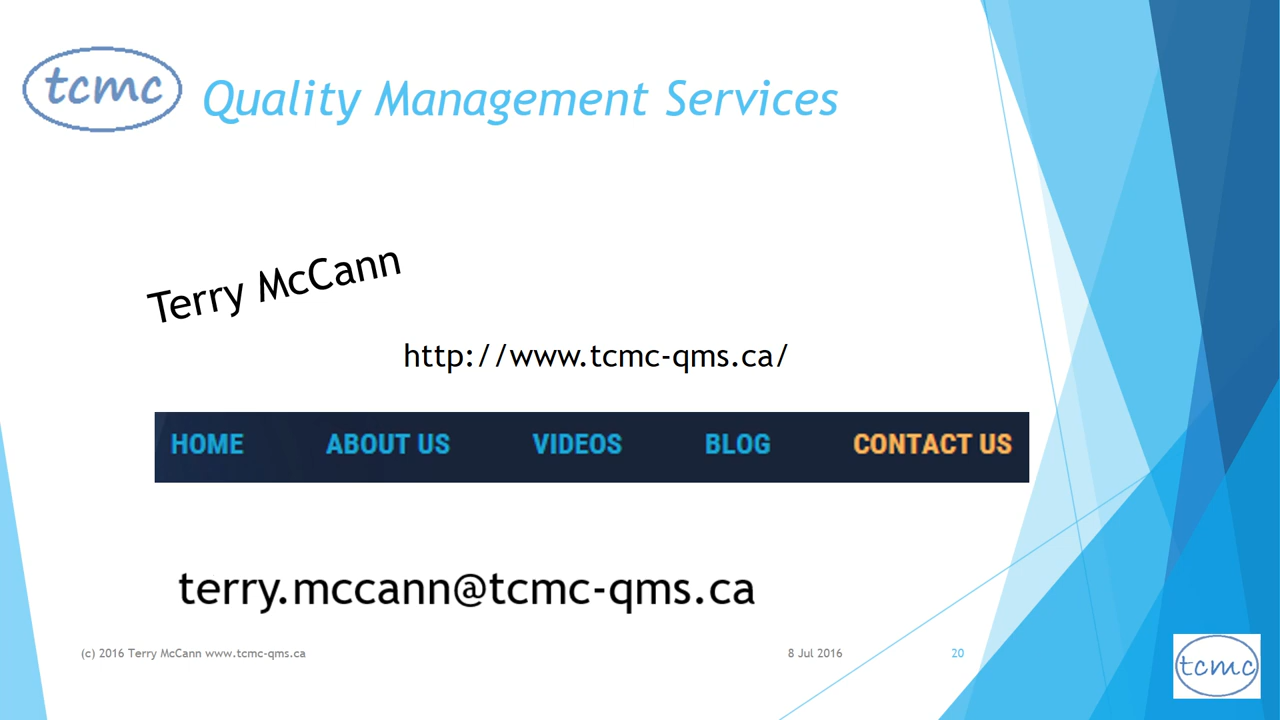 tcmc Quality Management Services
Terry McCann
http://www.tcmc-qms.ca/
HOME ABOUT US VIDEOS BLOG CONTACT US
terry.mccann@tcmc-qms.ca
(c) 2016 Terry McCann www.tcmc-qms.ca 8 Jul 2016 20
tcmc